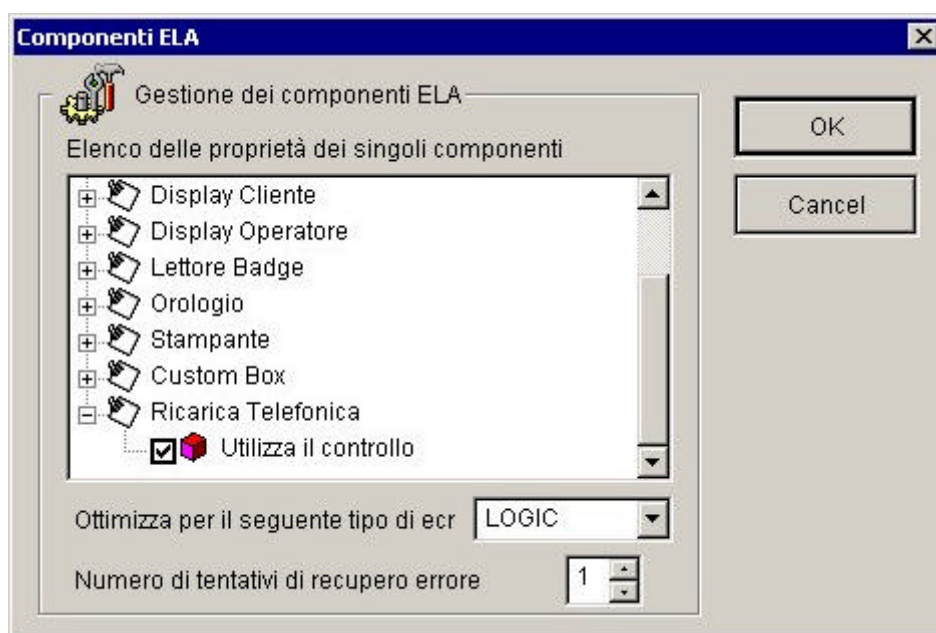 Componenti ELA
Gestione dei componenti ELA
Elenco delle proprietà dei singoli componenti
Display Cliente
Display Operatore
Lettore Badge
Orologio
Stampante
Custom Box
Ricarica Telefonica
Utilizza il controllo
Ottimizza per il seguente tipo di ecr LOGIC
Numero di tentativi di recupero errore 1
OK
Cancel